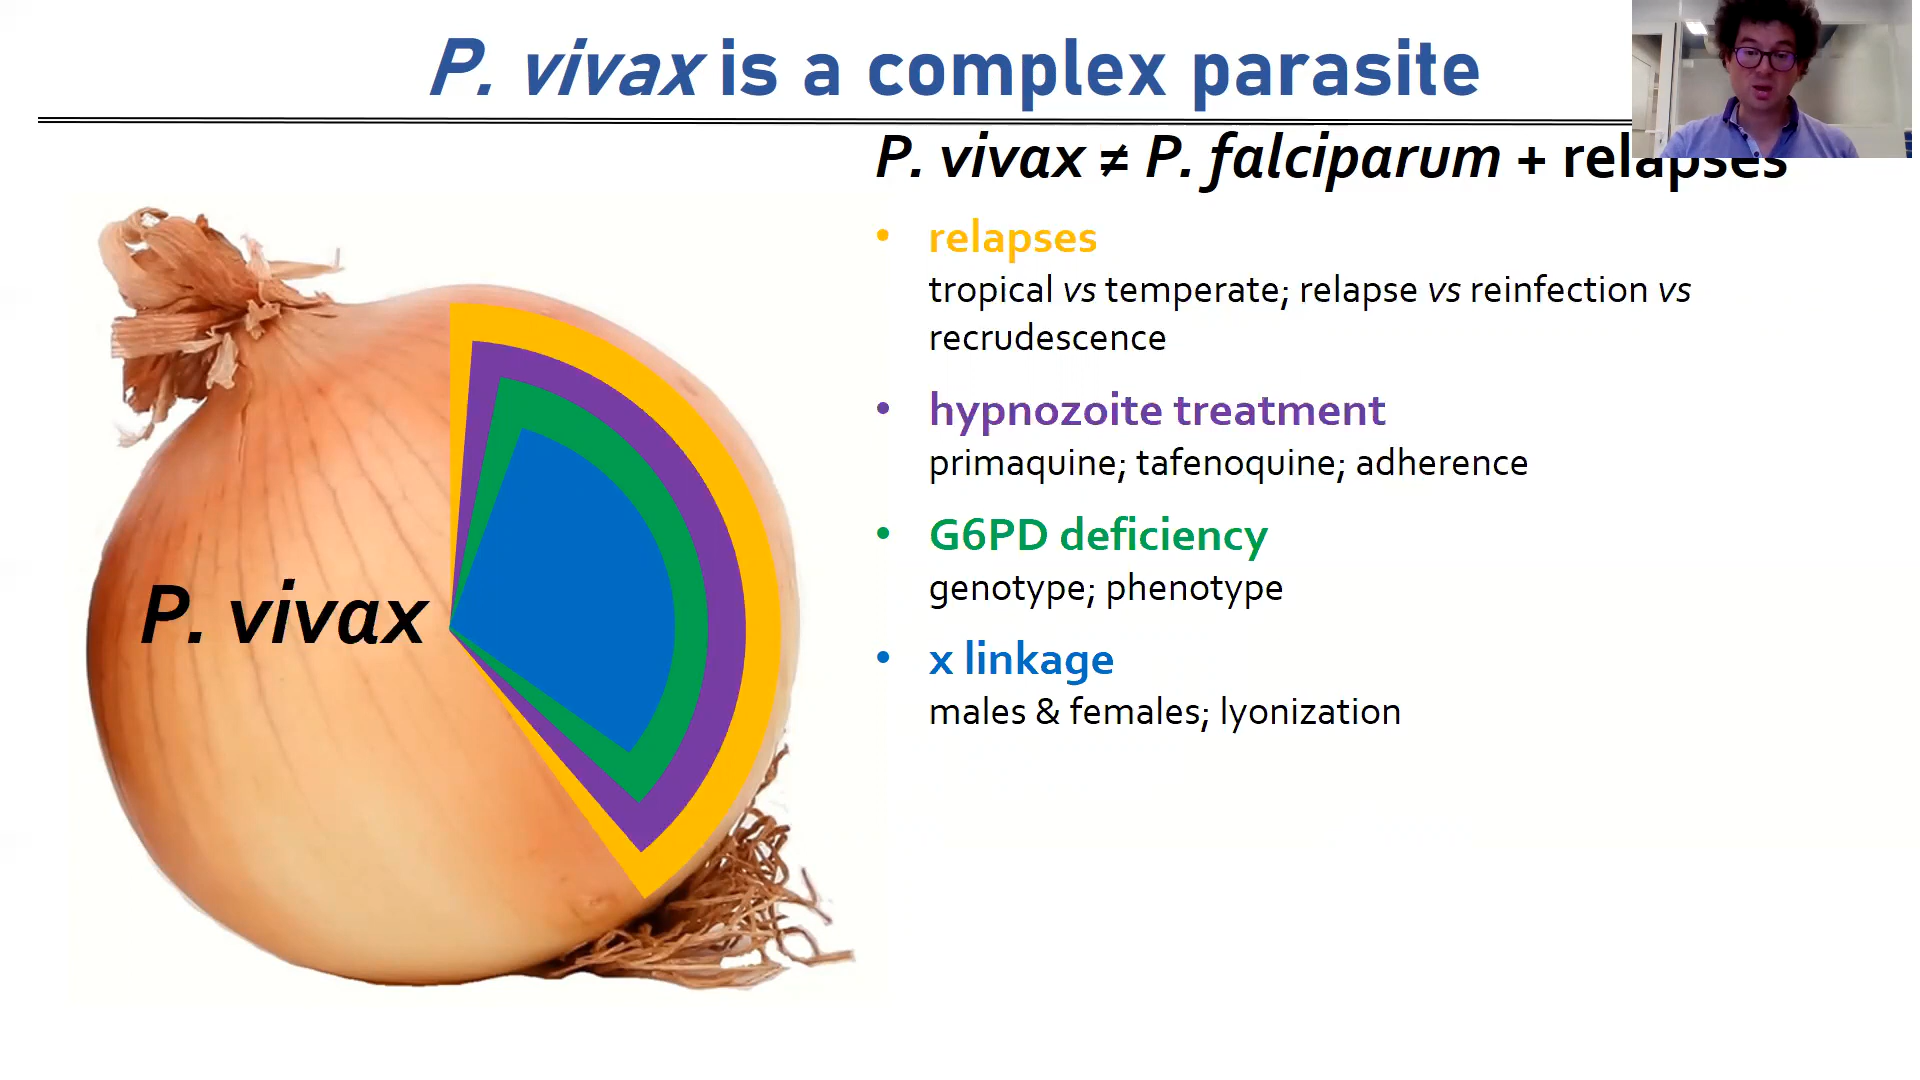 P. vivax is a complex parasite
P. vivax ≠ P. falciparum + relapses
• relapses
tropical vs temperate; relapse vs reinfection vs
recrudescence
• hypnozoite treatment
primaquine; tafenoquine; adherence
• G6PD deficiency
genotype; phenotype
• x linkage
males & females; lyonization
P. vivax